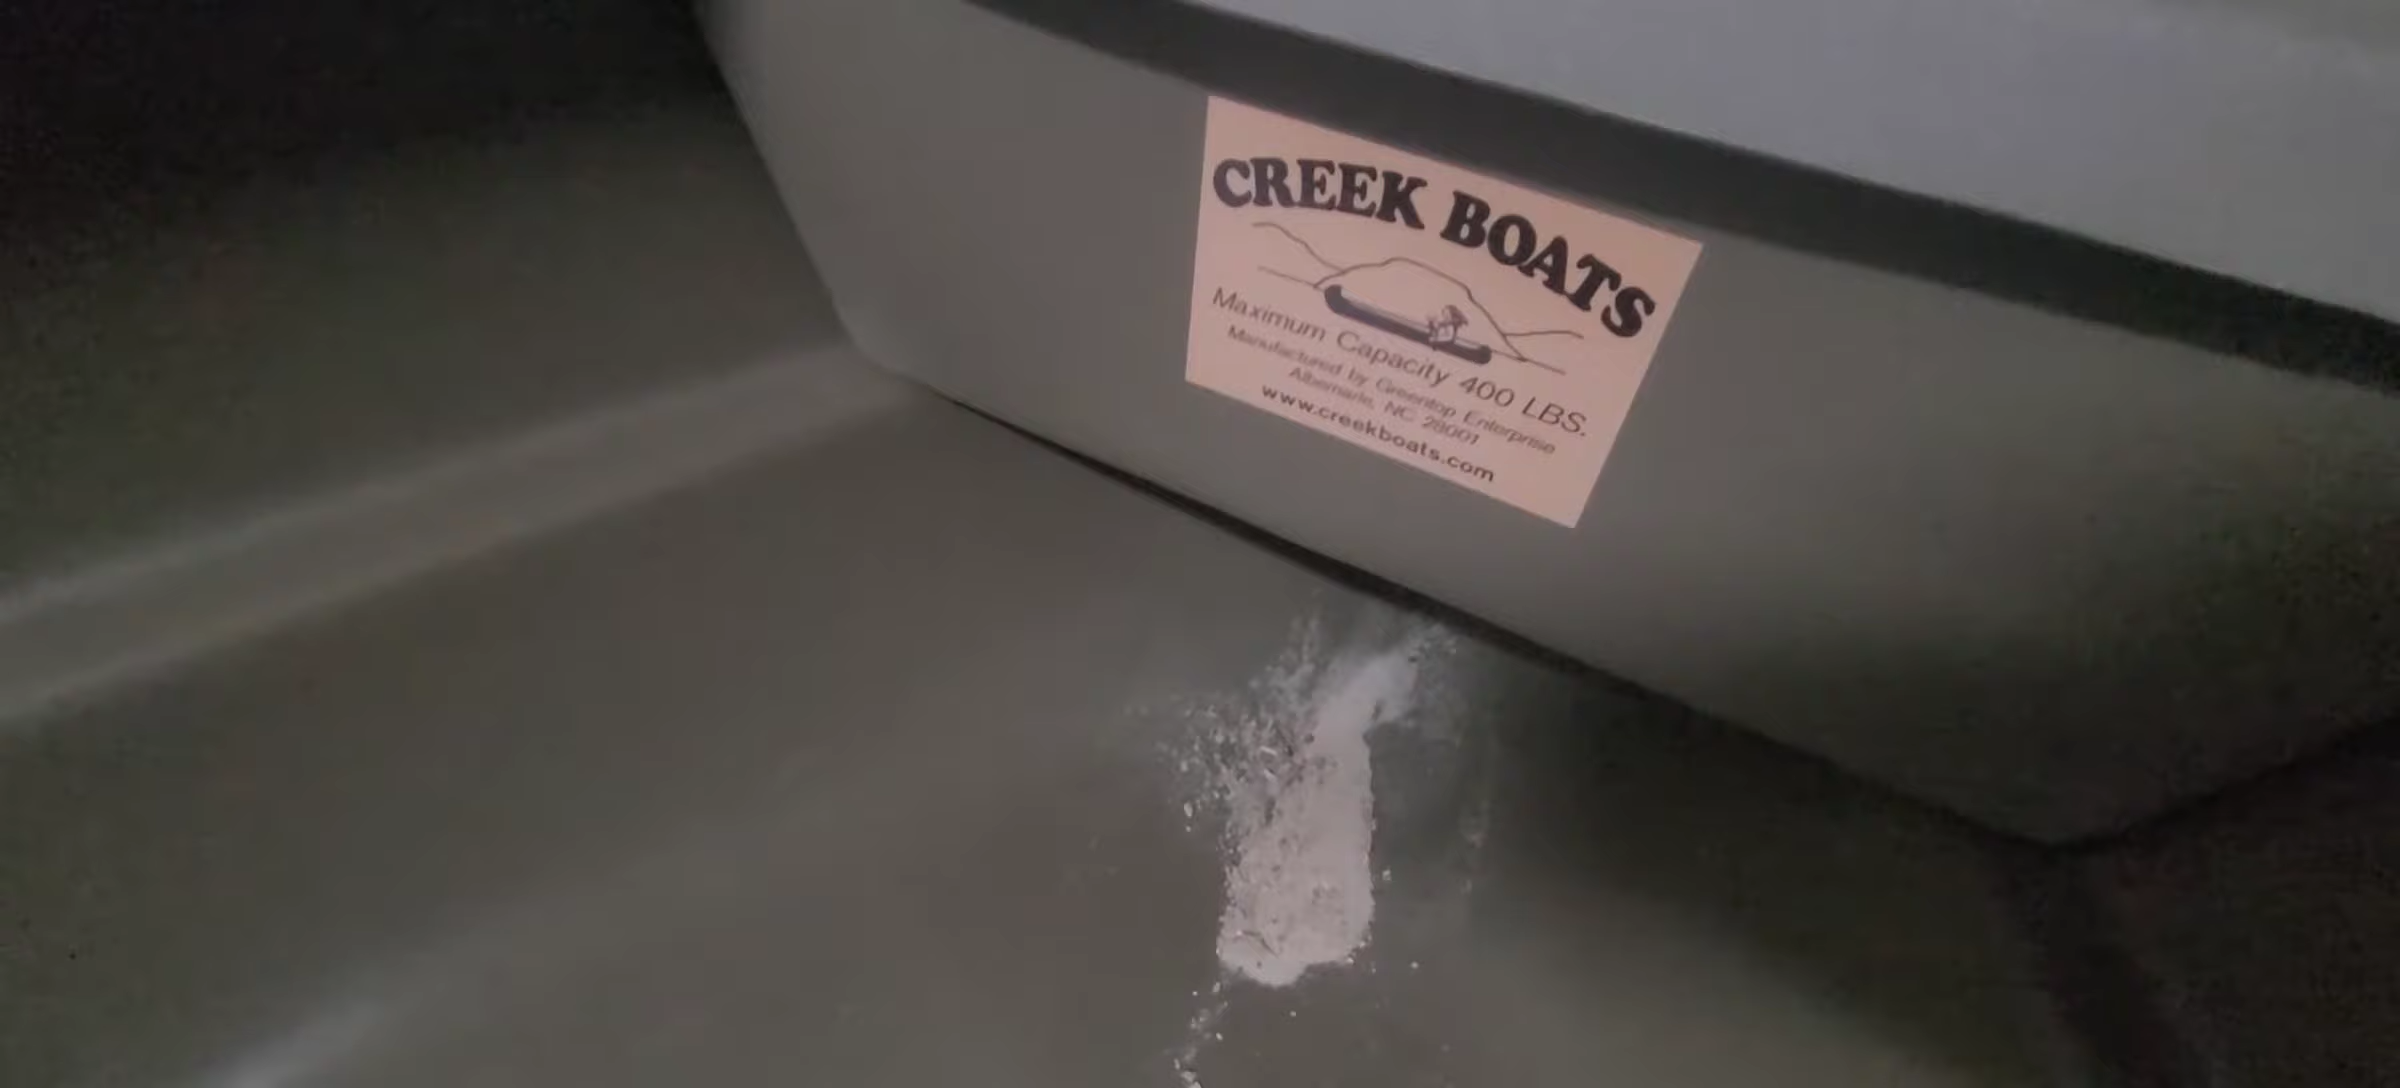 CREEK BOATS
Maximum Capacity 400 LBS.
Manufactured by Greentop Enterprise
Albemarle, NC 28001
www.creekboats.com